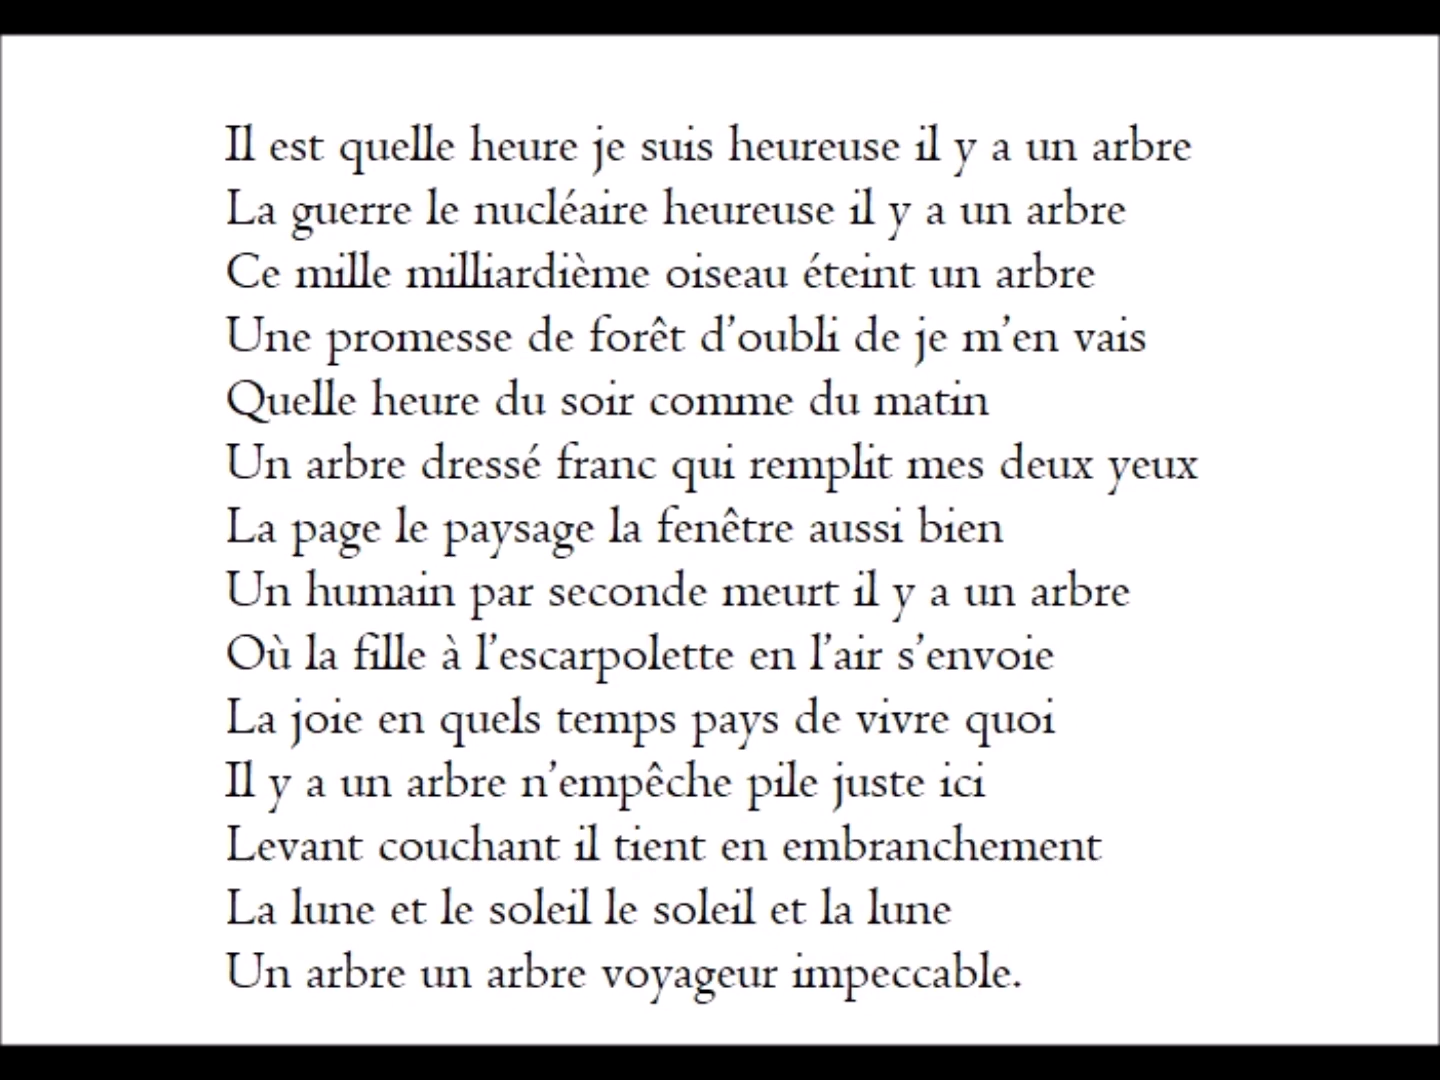 Il est quelle heure je suis heureuse il y a un arbre
La guerre le nucléaire heureuse il y a un arbre
Ce mille milliardième oiseau éteint un arbre
Une promesse de forêt d’oubli de je m’en vais
Quelle heure du soir comme du matin
Un arbre dressé franc qui remplit mes deux yeux
La page le paysage la fenêtre aussi bien
Un humain par seconde meurt il y a un arbre
Où la fille à l’escarpolette en l’air s’envoie
La joie en quels temps pays de vivre quoi
Il y a un arbre n’empêche pile juste ici
Levant couchant il tient en embranchement
La lune et le soleil le soleil et la lune
Un arbre un arbre voyageur impeccable.